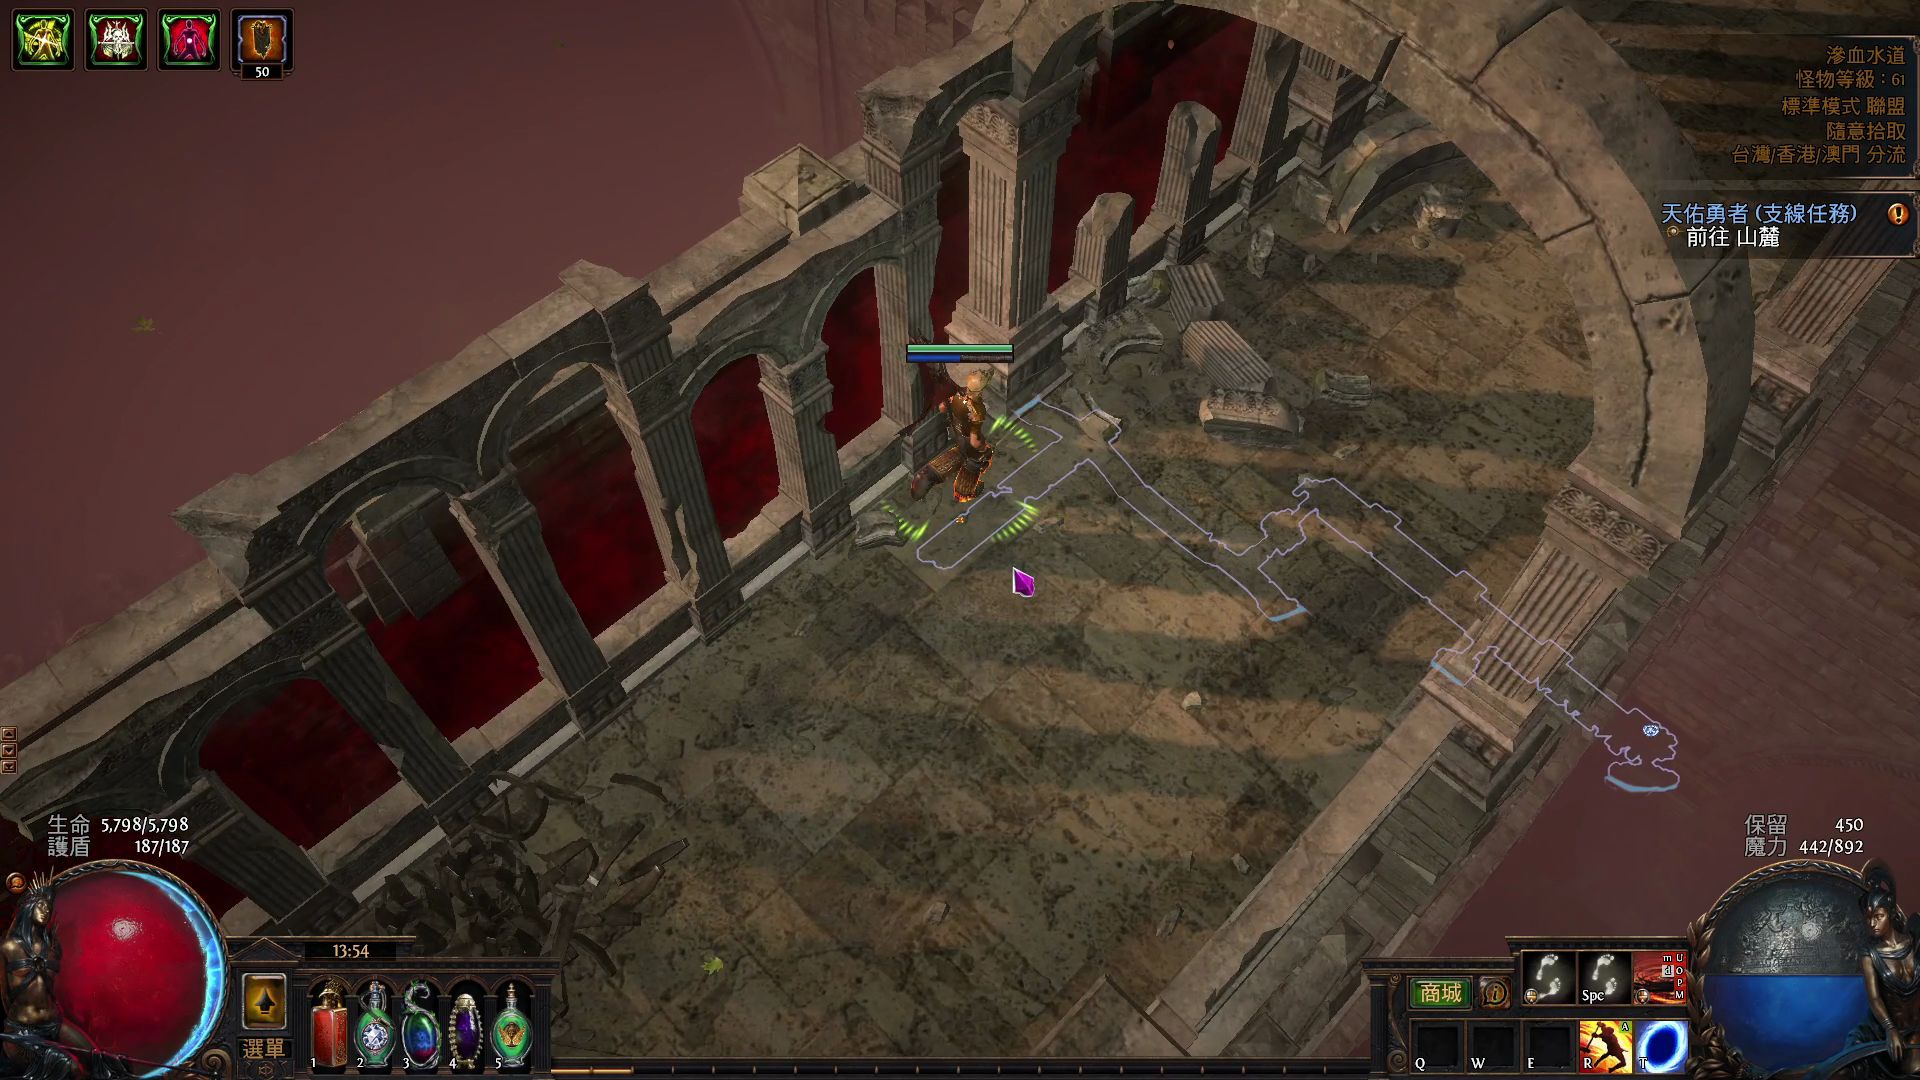 50
滲血水道
怪物等級：61
標準模式 聯盟
隨意拾取
台灣/香港/澳門 分流
天佑勇者 (支線任務)
前往 山麓
生命 5,798/5,798
護盾 187/187
保留 450
魔力 442/892
13:54
選單
1 2 3 4 5
商城
Spc
m U
d O
P
M
Q W E R A T